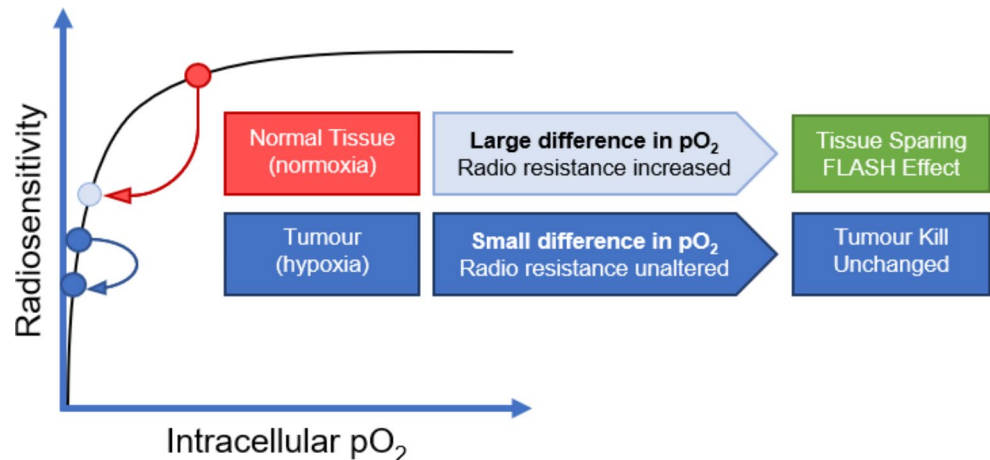 Radiosensitivity
Normal Tissue
(normoxia)
Large difference in pO₂
Radio resistance increased
Tissue Sparing
FLASH Effect
Tumour
(hypoxia)
Small difference in pO₂
Radio resistance unaltered
Tumour Kill
Unchanged
Intracellular pO₂